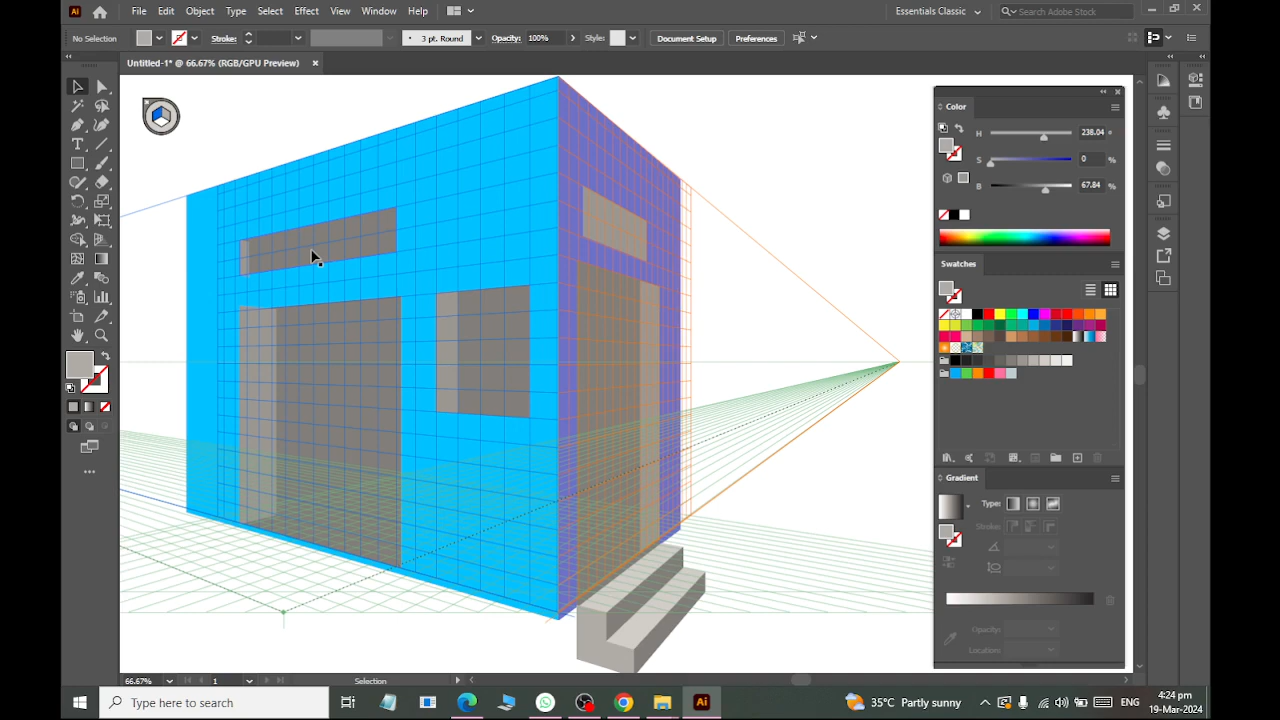 Ai File Edit Object Type Select Effect View Window Help Essentials Classic Search Adobe Stock
No Selection Stroke: 3 pt. Round Opacity: 100% Style: Document Setup Preferences
Untitled-1* @ 66.67% (RGB/GPU Preview)
Color
H 238.04 °
S 0 %
B 67.84 %
Swatches
Gradient
Type:
Stroke:
Opacity:
Location:
66.67% 1 Selection
Type here to search Ai 35°C Partly sunny ENG 4:24 pm
19-Mar-2024